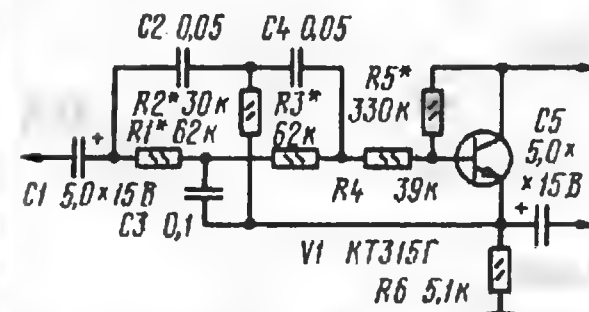 C2 0,05 C4 0,05
R2* 30к R3* R5*
R1* 62к 62к 330к C5
5,0×
×15В
C1 5,0×15В R4 39к
C3 0,1
V1 КТ315Г
R6 5,1к
+
+